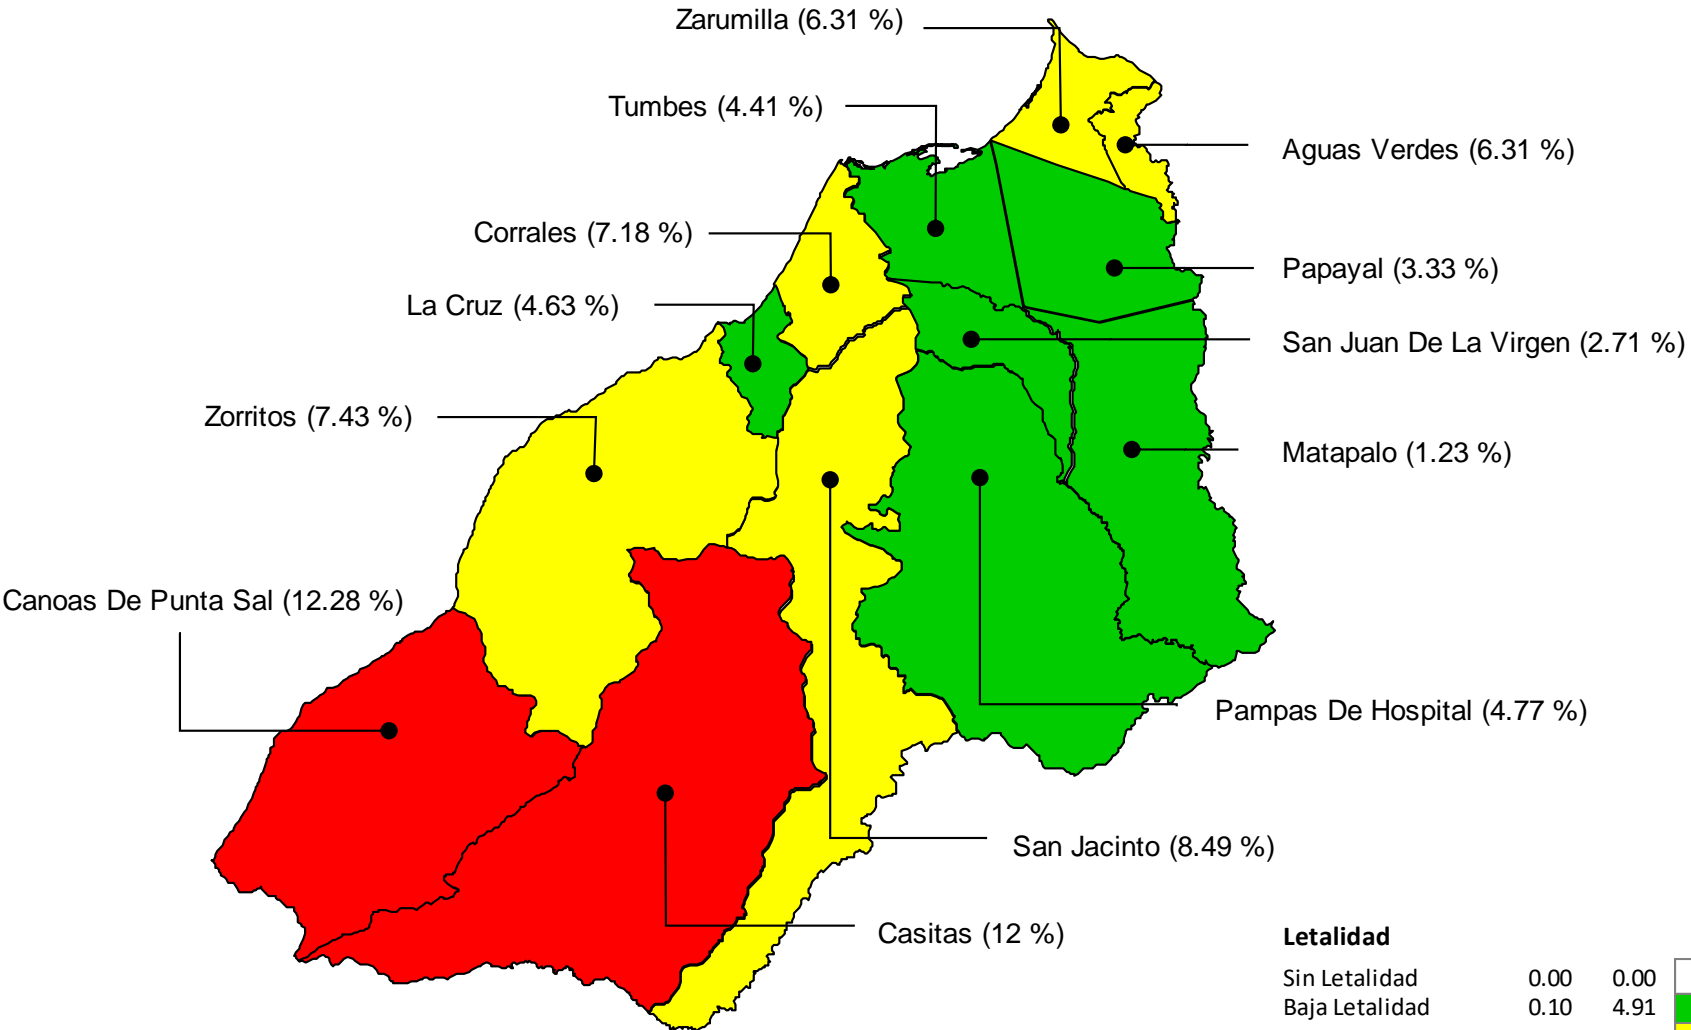 Zarumilla (6.31 %)
Tumbes (4.41 %)
Aguas Verdes (6.31 %)
Corrales (7.18 %)
Papayal (3.33 %)
La Cruz (4.63 %)
San Juan De La Virgen (2.71 %)
Zorritos (7.43 %)
Matapalo (1.23 %)
Canoas De Punta Sal (12.28 %)
Pampas De Hospital (4.77 %)
San Jacinto (8.49 %)
Casitas (12 %)
Letalidad
Sin Letalidad 0.00 0.00
Baja Letalidad 0.10 4.91